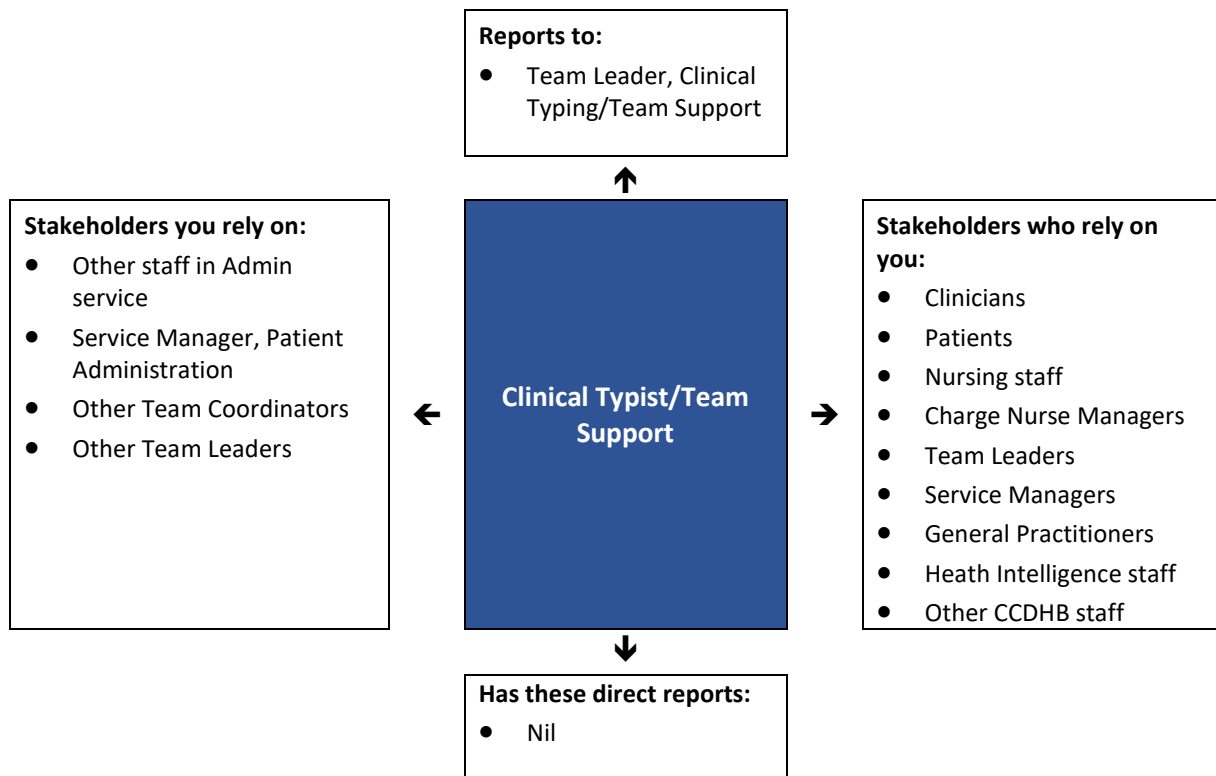 Reports to:
● Team Leader, Clinical
Typing/Team Support
Stakeholders you rely on:
● Other staff in Admin
service
● Service Manager, Patient
Administration
● Other Team Coordinators
● Other Team Leaders
Clinical Typist/Team
Support
Stakeholders who rely on
you:
● Clinicians
● Patients
● Nursing staff
● Charge Nurse Managers
● Team Leaders
● Service Managers
● General Practitioners
● Heath Intelligence staff
● Other CCDHB staff
Has these direct reports:
● Nil